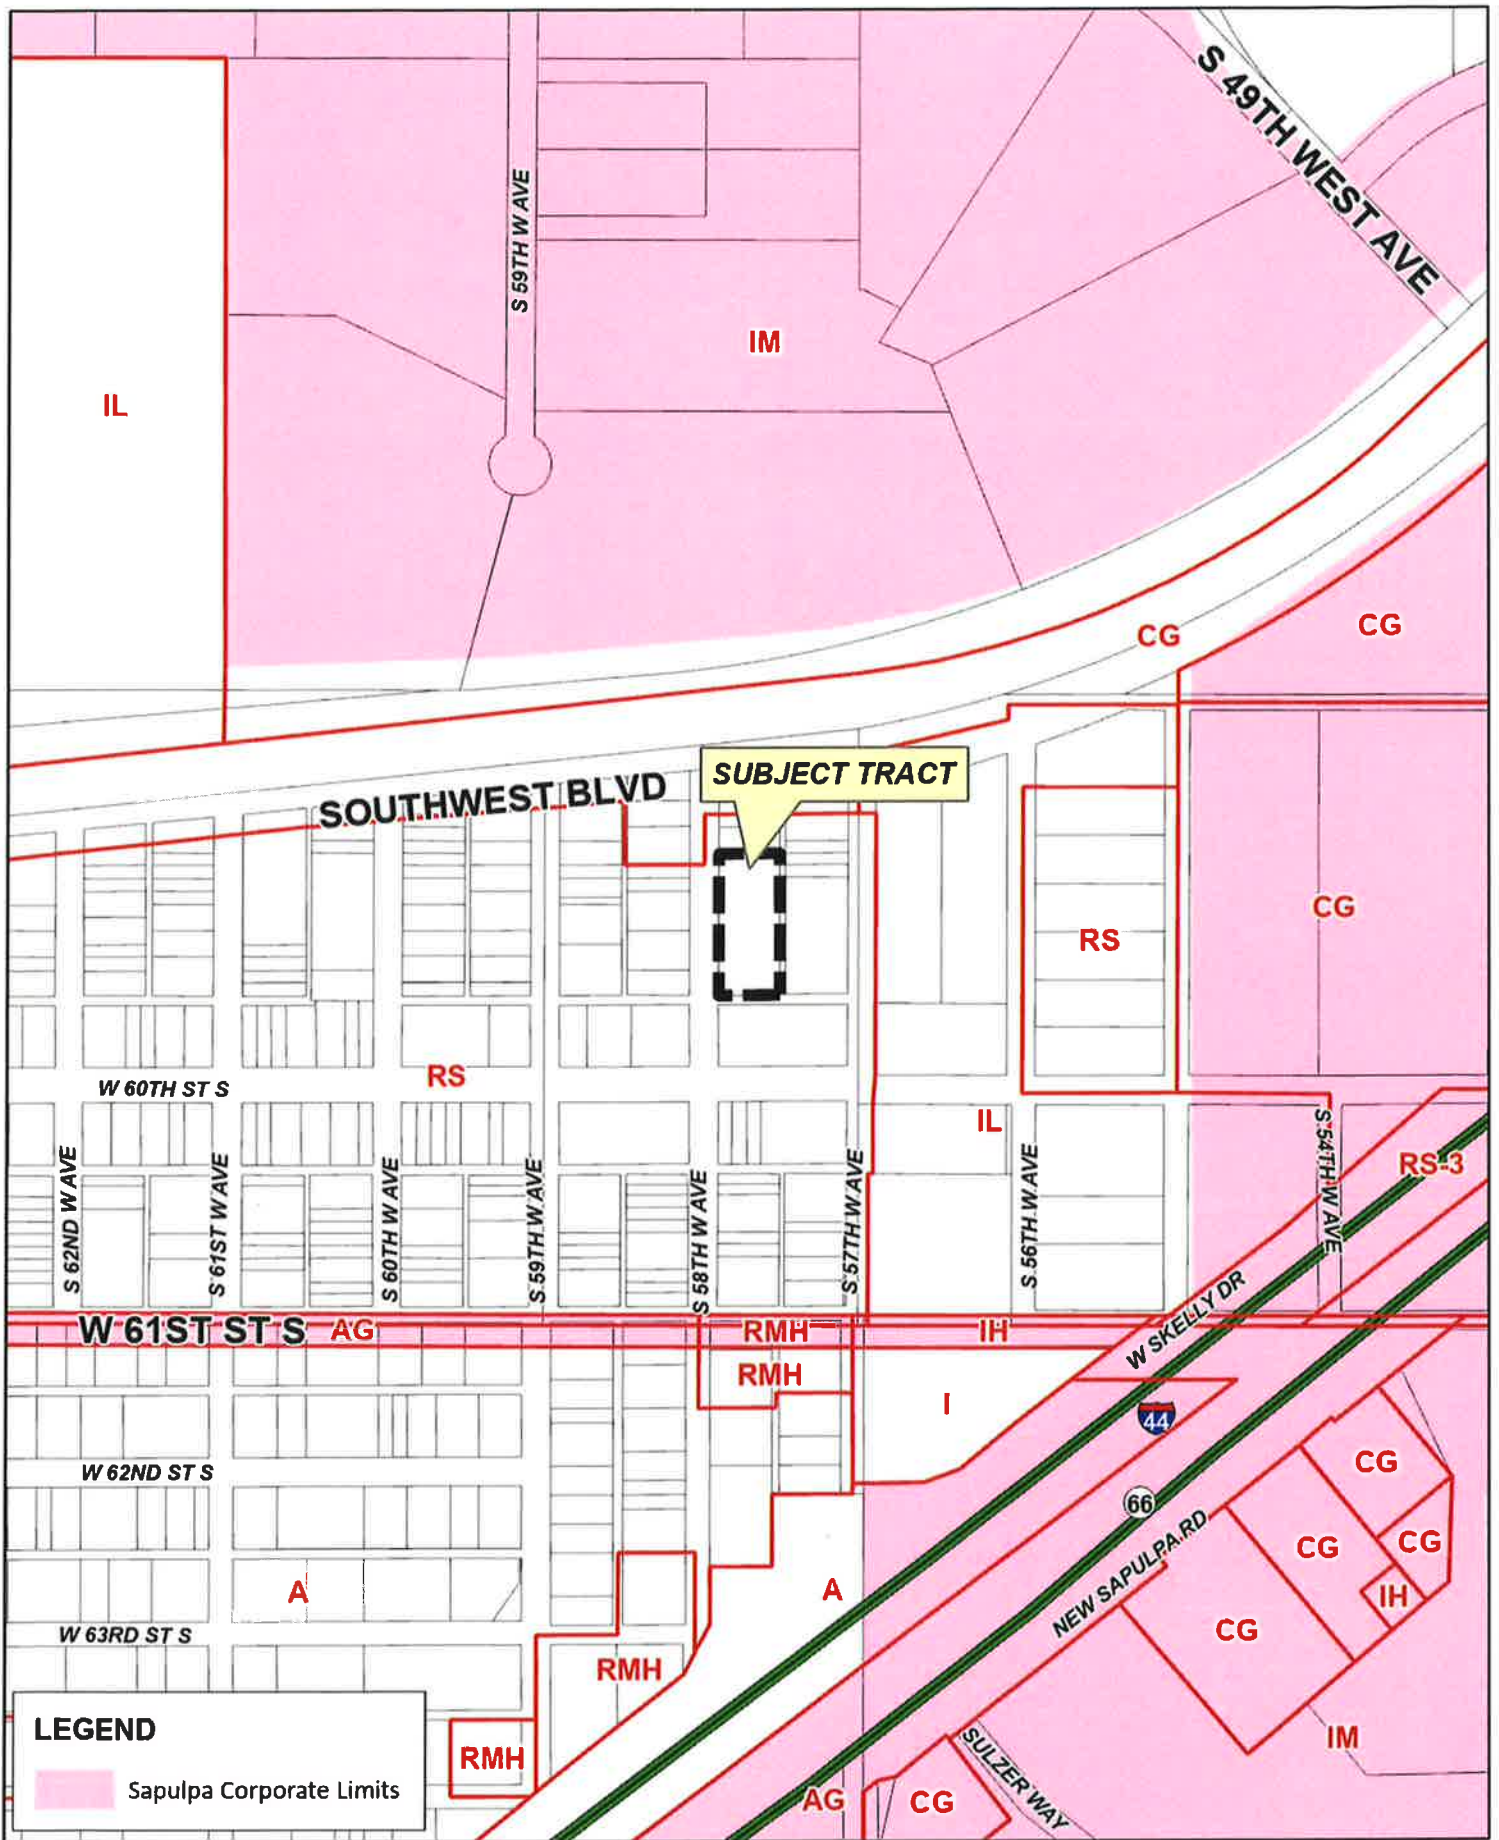 S 49TH WEST AVE
S 59TH W AVE
IM
IL
CG
CG
SUBJECT TRACT
SOUTHWEST BLVD
CG
RS
RS
W 60TH ST S
IL
S 54TH W AVE
RS-3
S 62ND W AVE
S 61ST W AVE
S 60TH W AVE
S 59TH W AVE
S 58TH W AVE
S 57TH W AVE
S 56TH W AVE
W SKELLY DR
W 61ST ST S
AG
RMH
IH
RMH
I
44
CG
W 62ND ST S
66
NEW SAPULPA RD
CG
CG
A
A
IH
CG
W 63RD ST S
RMH
LEGEND
Sapulpa Corporate Limits
RMH
IM
SULZER WAY
AG
CG